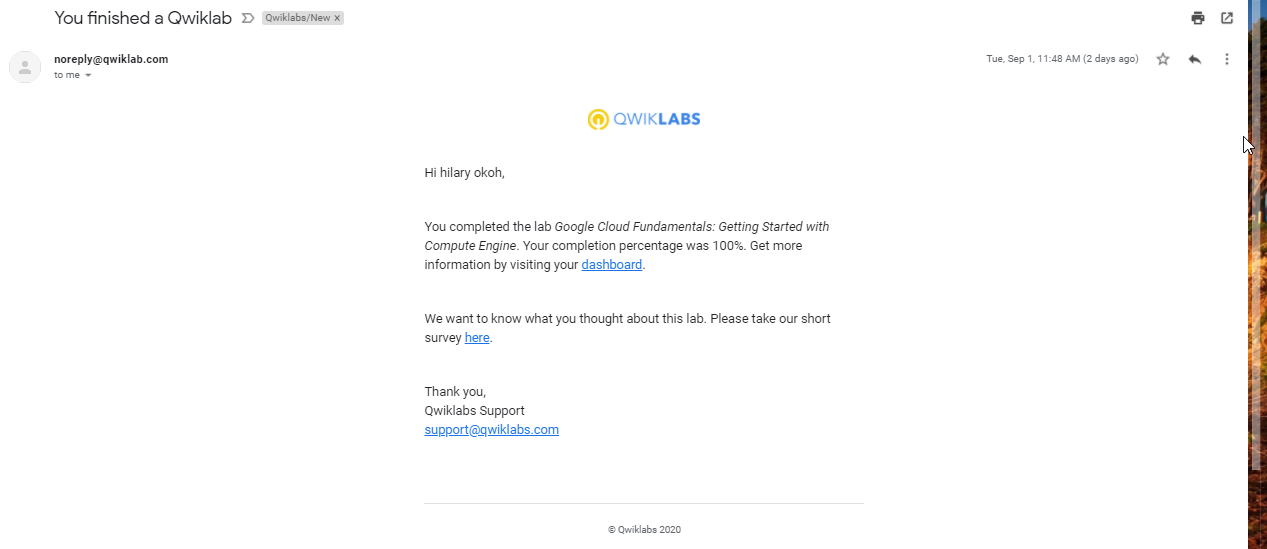 You finished a Qwiklab
Qwiklabs/New x
noreply@qwiklab.com
Tue, Sep 1, 11:48 AM (2 days ago)
to me
QWIKLABS
Hi hilary okoh,
You completed the lab Google Cloud Fundamentals: Getting Started with
Compute Engine. Your completion percentage was 100%. Get more
information by visiting your dashboard.
We want to know what you thought about this lab. Please take our short
survey here.
Thank you,
Qwiklabs Support
support@qwiklabs.com
© Qwiklabs 2020